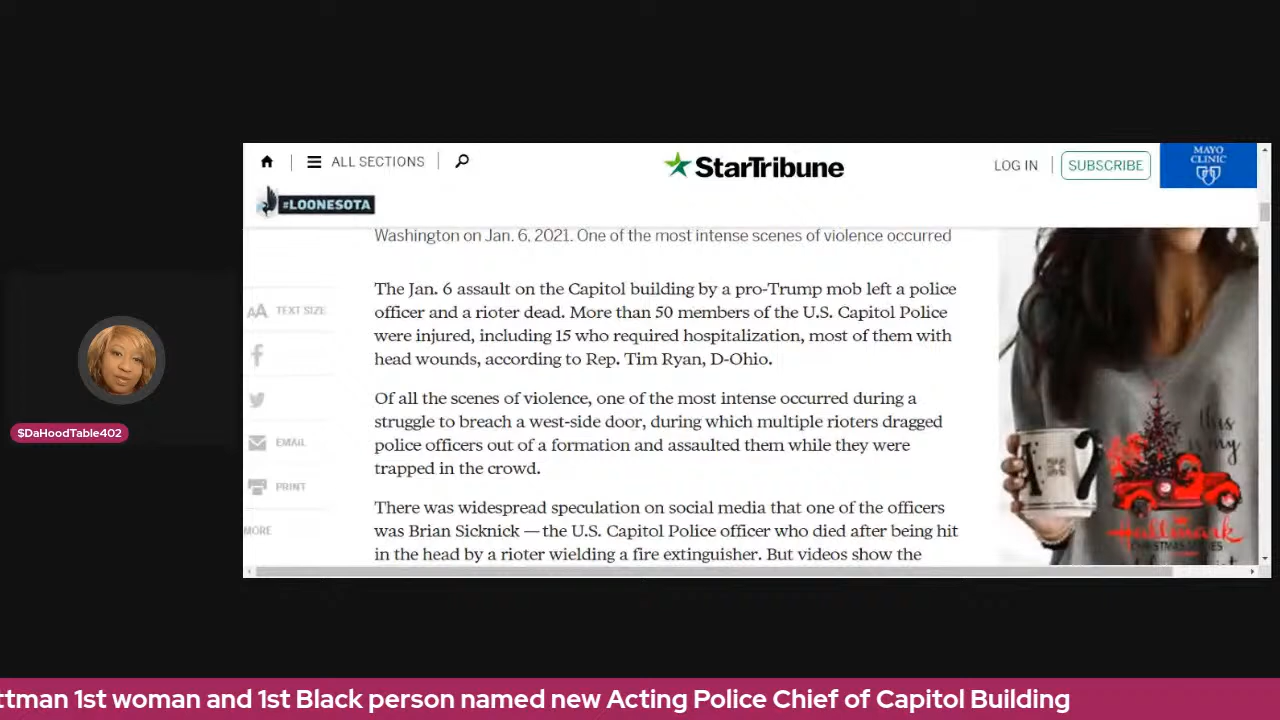 ALL SECTIONS
StarTribune
LOG IN
SUBSCRIBE
MAYO
CLINIC
#LOONESOTA
Washington on Jan. 6, 2021. One of the most intense scenes of violence occurred
TEXT SIZE
EMAIL
PRINT
MORE
The Jan. 6 assault on the Capitol building by a pro-Trump mob left a police
officer and a rioter dead. More than 50 members of the U.S. Capitol Police
were injured, including 15 who required hospitalization, most of them with
head wounds, according to Rep. Tim Ryan, D-Ohio.
Of all the scenes of violence, one of the most intense occurred during a
struggle to breach a west-side door, during which multiple rioters dragged
police officers out of a formation and assaulted them while they were
trapped in the crowd.
There was widespread speculation on social media that one of the officers
was Brian Sicknick — the U.S. Capitol Police officer who died after being hit
in the head by a rioter wielding a fire extinguisher. But videos show the
this
is my
Hallmark
$DaHoodTable402
ttman 1st woman and 1st Black person named new Acting Police Chief of Capitol Building